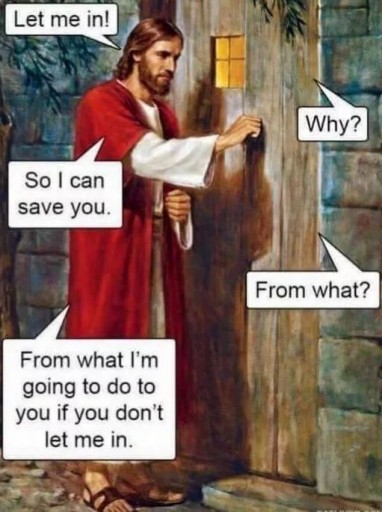 Let me in!
Why?
So I can
save you.
From what?
From what I'm
going to do to
you if you don't
let me in.